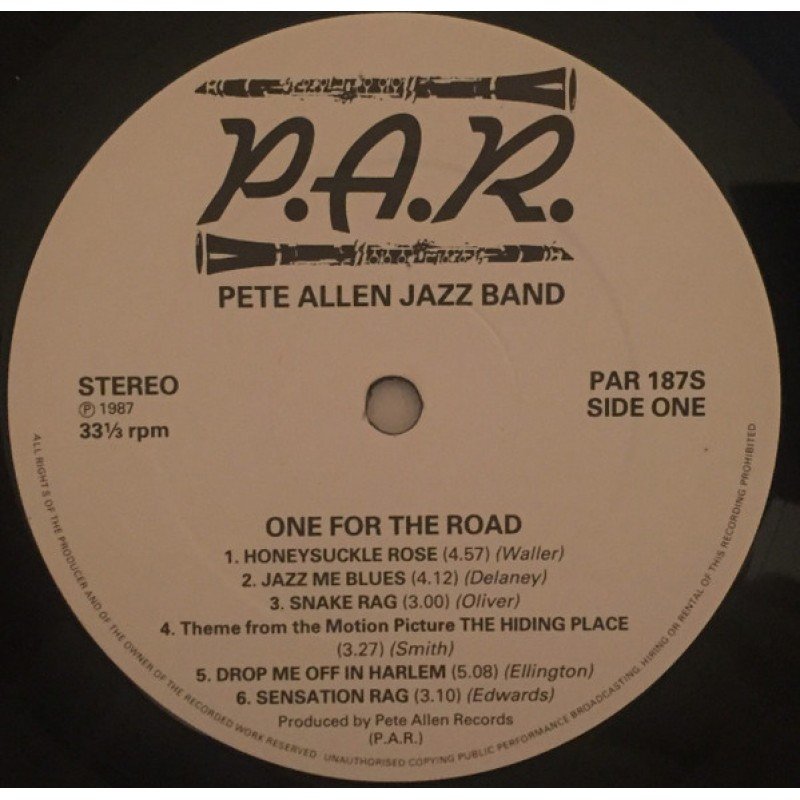 P.A.R.
PETE ALLEN JAZZ BAND
STEREO
℗ 1987
33⅓ rpm
PAR 187S
SIDE ONE
ONE FOR THE ROAD
1. HONEYSUCKLE ROSE (4.57) (Waller)
2. JAZZ ME BLUES (4.12) (Delaney)
3. SNAKE RAG (3.00) (Oliver)
4. Theme from the Motion Picture THE HIDING PLACE
(3.27) (Smith)
5. DROP ME OFF IN HARLEM (5.08) (Ellington)
6. SENSATION RAG (3.10) (Edwards)
Produced by Pete Allen Records
(P.A.R.)
ALL RIGHTS OF THE PRODUCER AND OF THE OWNER OF THE RECORDED WORK RESERVED UNAUTHORISED COPYING PUBLIC PERFORMANCE BROADCASTING, HIRING OR RENTAL OF THIS RECORDING PROHIBITED